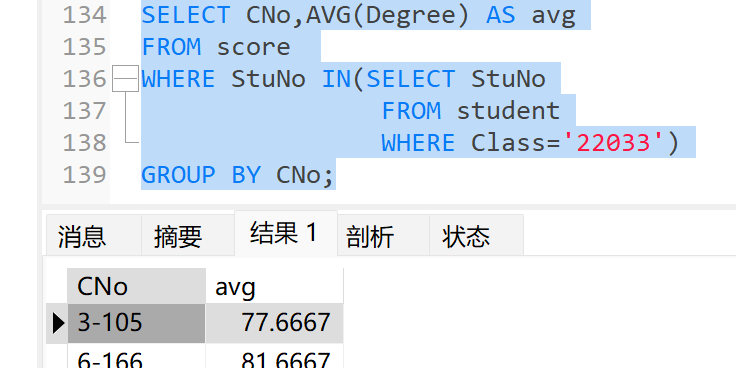 134 SELECT CNo,AVG(Degree) AS avg
135 FROM score
136 WHERE StuNo IN(SELECT StuNo
137 FROM student
138 WHERE Class='22033')
139 GROUP BY CNo;
消息 摘要 结果 1 剖析 状态
CNo avg
3-105 77.6667
6-166 81.6667